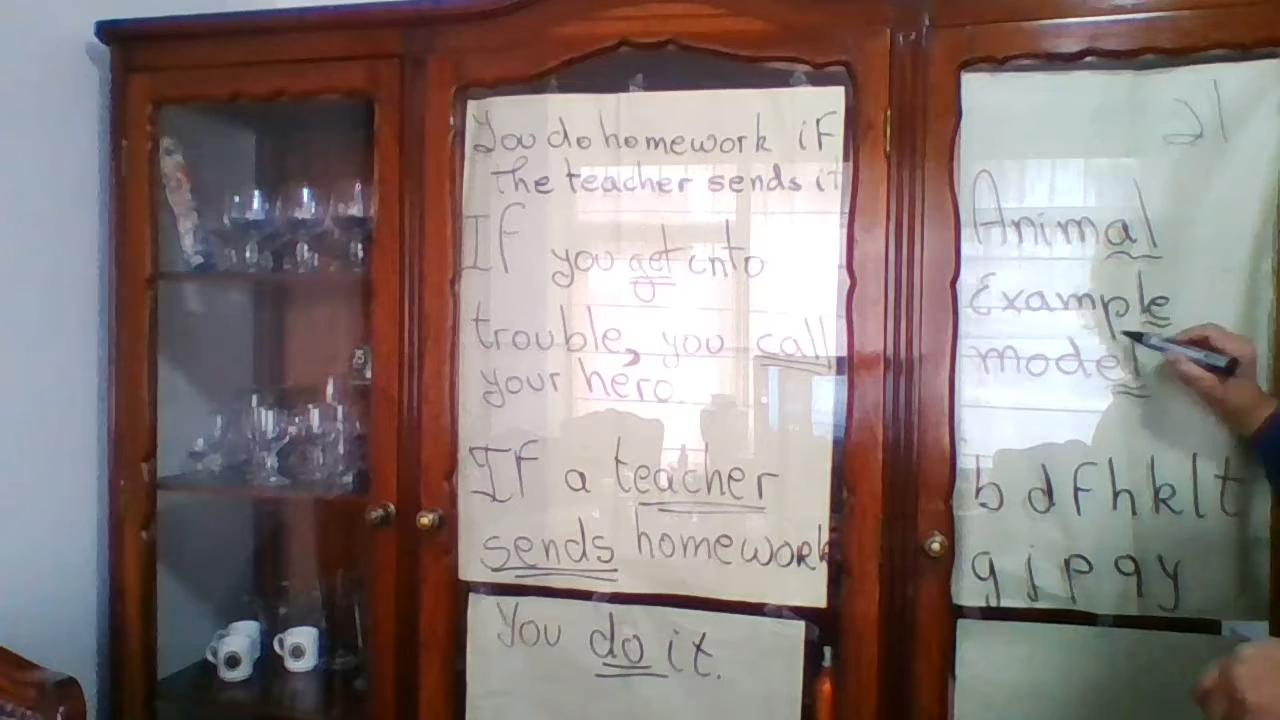 You do homework if
the teacher sends it
If you get into
trouble, you call
your hero.
If a teacher
sends homework
You do it.
21
Animal
Example
model
b d f h k l t
g j p q y